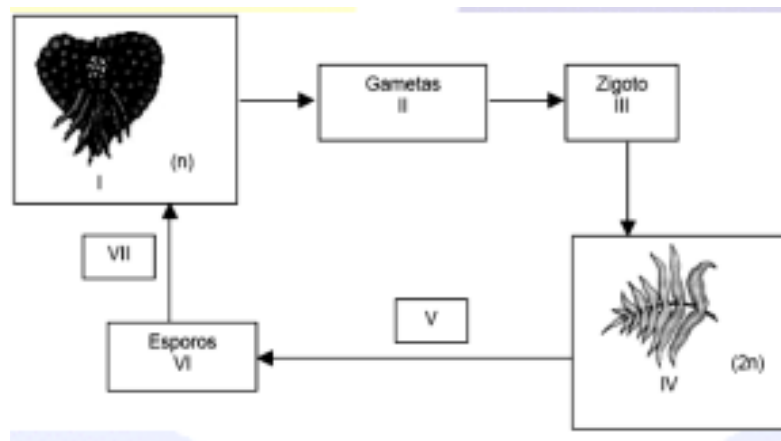 Gametas
II
Zigoto
III
I
(n)
VII
V
Esporos
VI
IV
(2n)